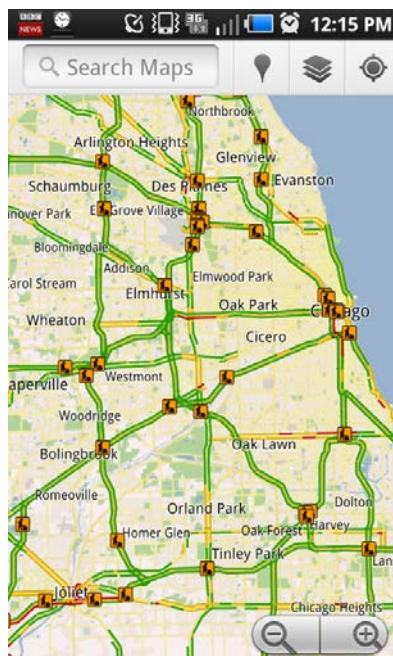 BBC
NEWS
3G
12:15 PM
Search Maps
Northbrook
Arlington Heights
Glenview
Schaumburg
Des Plaines
Evanston
nover Park
Grove Village
Bloomingdale
Addison
Elmwood Park
arol Stream
Elmhurst
Oak Park
Wheaton
Cicero
Westmont
aperville
Woodridge
Oak Lawn
Bolingbrook
Romeoville
Orland Park
Dolton
Homer Glen
Oak Forest
Harvey
Tinley Park
Lan
Joliet
Chicago Heights